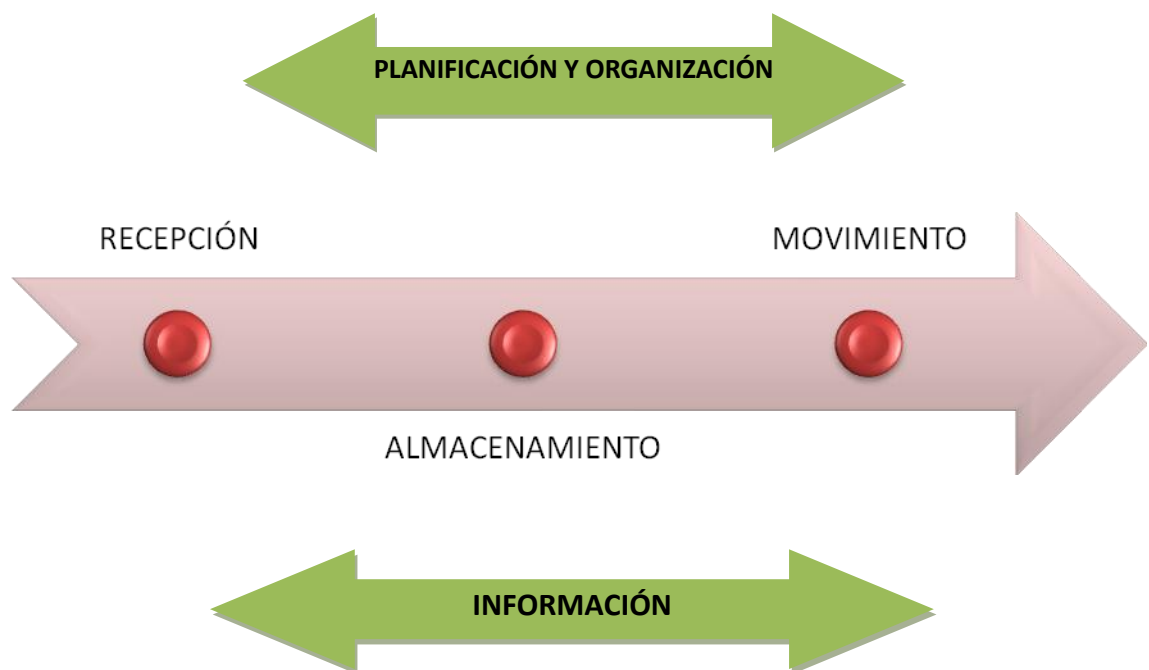 PLANIFICACIÓN Y ORGANIZACIÓN
RECEPCIÓN
MOVIMIENTO
ALMACENAMIENTO
INFORMACIÓN